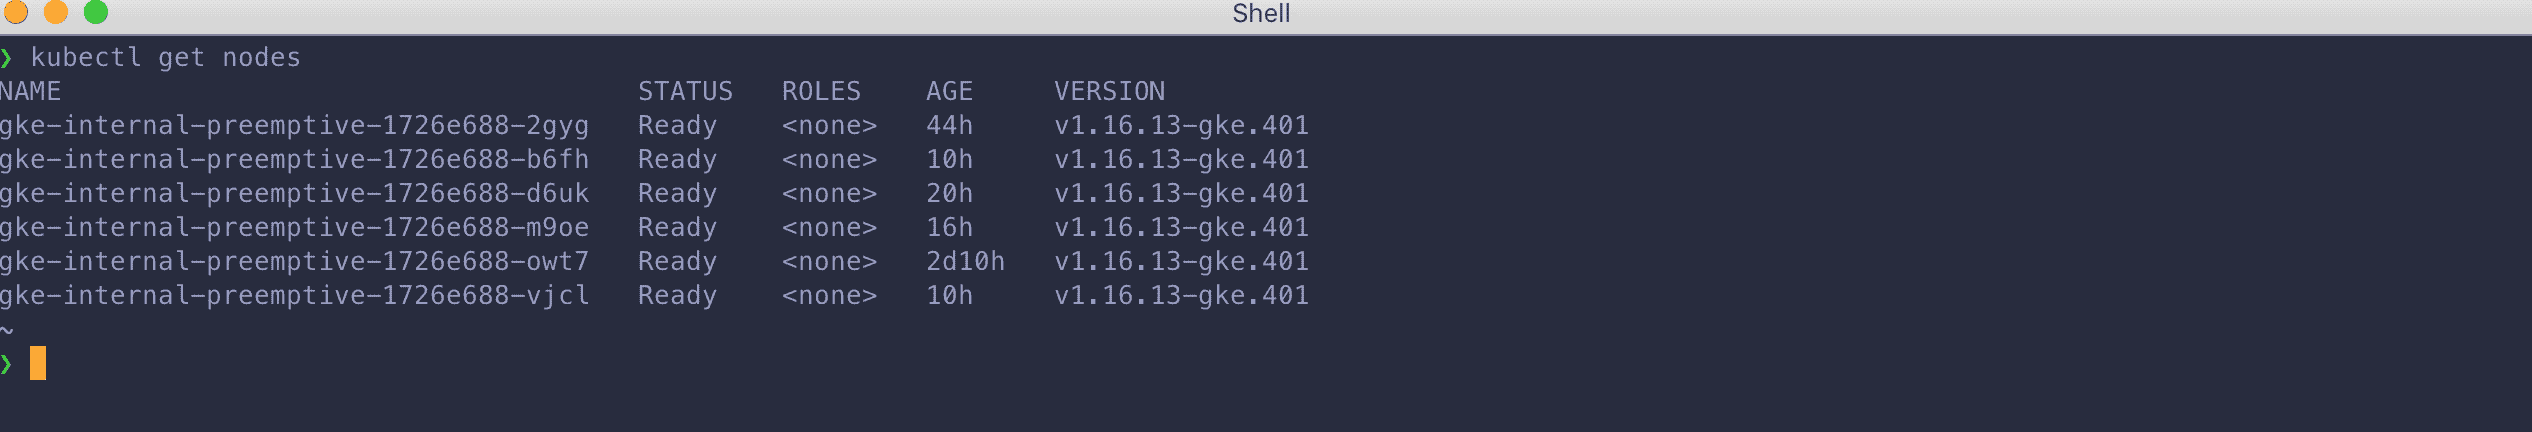 Shell
❯ kubectl get nodes
NAME STATUS ROLES AGE VERSION
gke-internal-preemptive-1726e688-2gyg Ready <none> 44h v1.16.13-gke.401
gke-internal-preemptive-1726e688-b6fh Ready <none> 10h v1.16.13-gke.401
gke-internal-preemptive-1726e688-d6uk Ready <none> 20h v1.16.13-gke.401
gke-internal-preemptive-1726e688-m9oe Ready <none> 16h v1.16.13-gke.401
gke-internal-preemptive-1726e688-owt7 Ready <none> 2d10h v1.16.13-gke.401
gke-internal-preemptive-1726e688-vjcl Ready <none> 10h v1.16.13-gke.401
~
❯